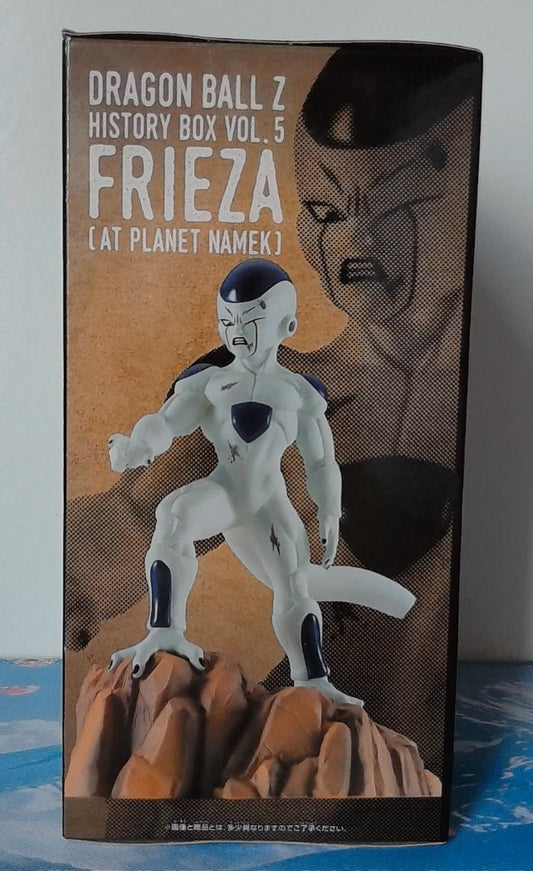 DRAGON BALL Z
HISTORY BOX VOL.5
FRIEZA
(AT PLANET NAMEK)
※画像と商品とは、多少異なりますのでご了承ください。